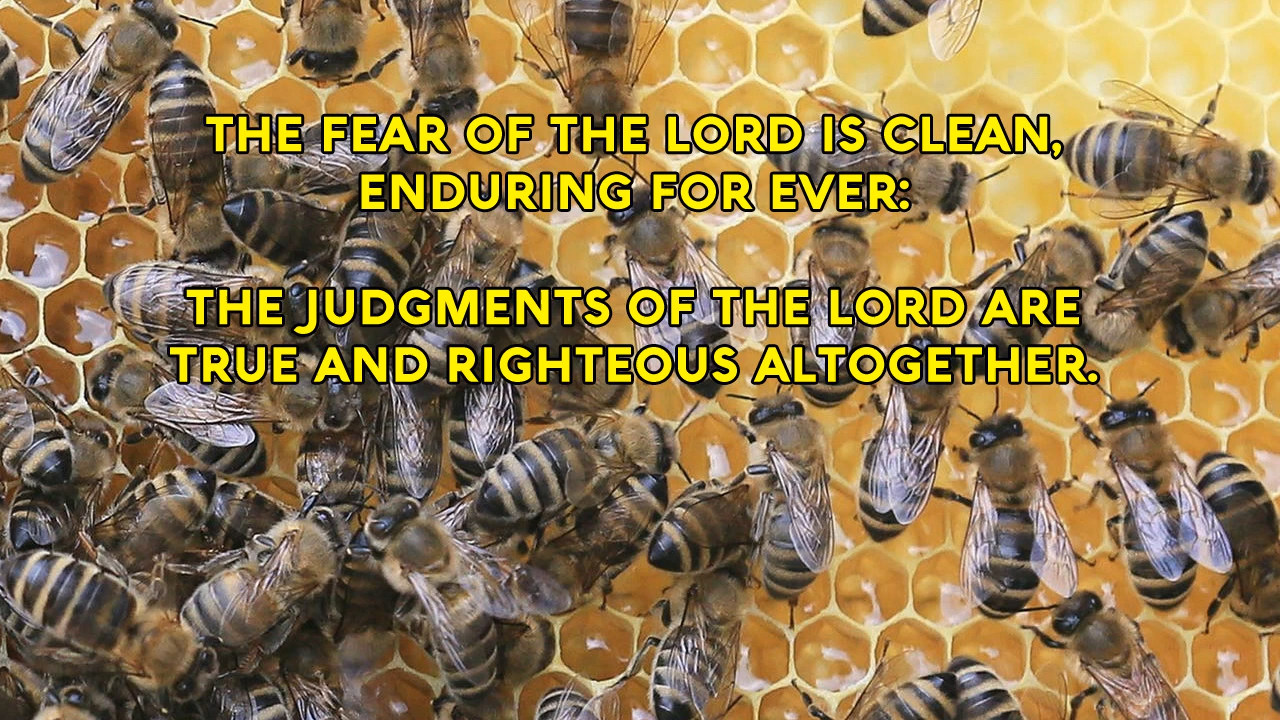 THE FEAR OF THE LORD IS CLEAN,
ENDURING FOR EVER:
THE JUDGMENTS OF THE LORD ARE
TRUE AND RIGHTEOUS ALTOGETHER.